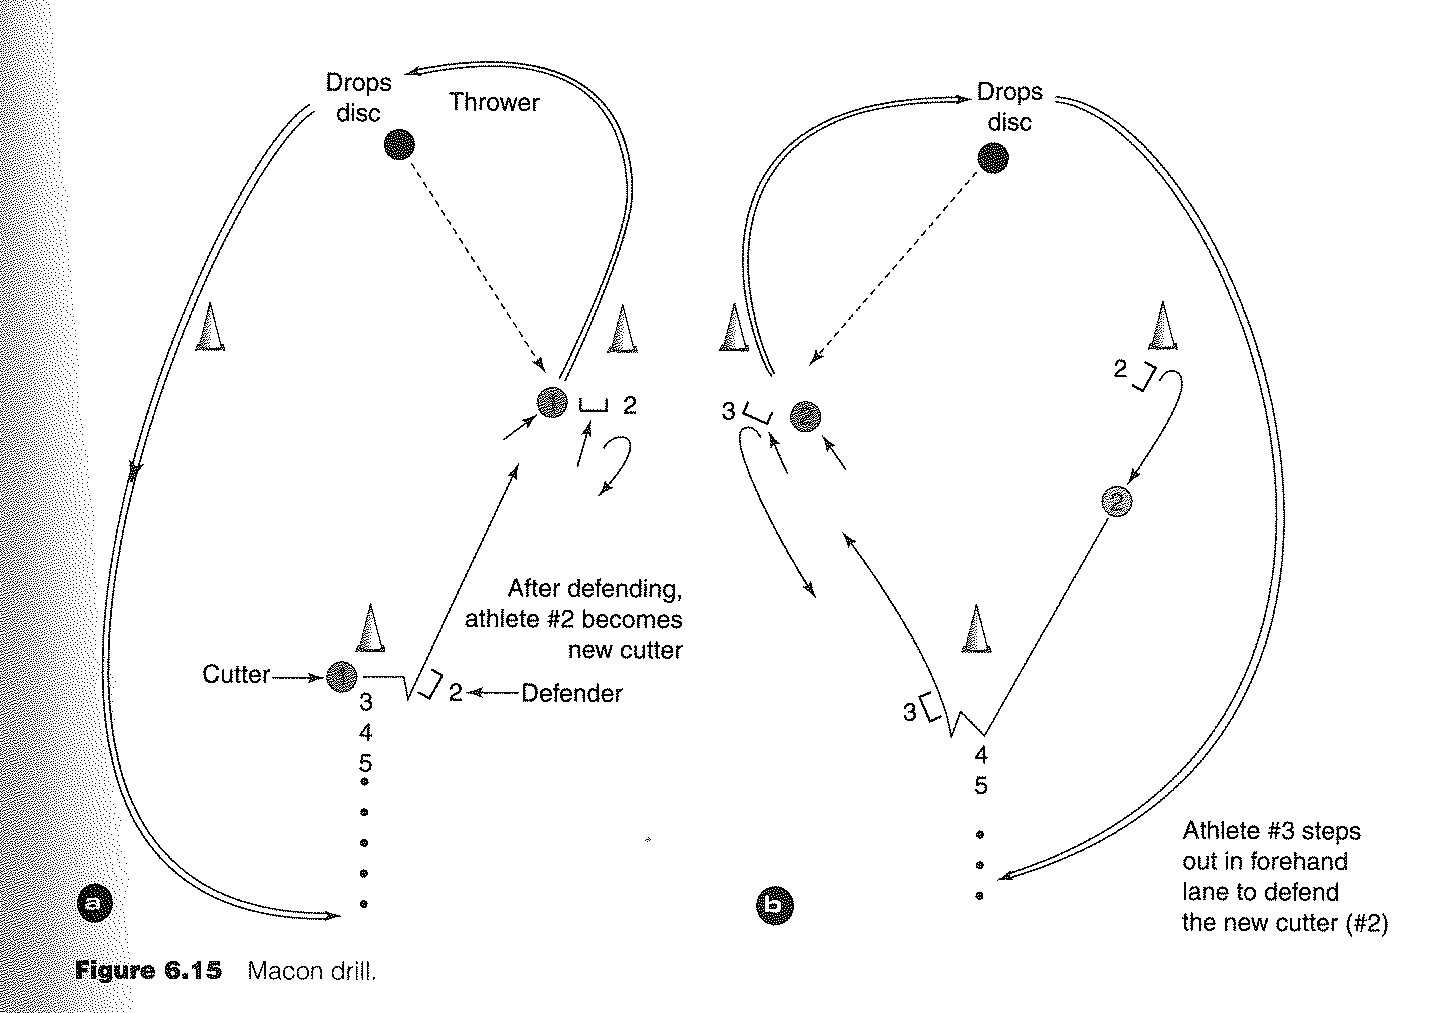 Drops
disc
Thrower
1
2
After defending,
athlete #2 becomes
new cutter
Cutter
1
2
Defender
3
4
5
a
Drops
disc
2
3
2
2
3
4
5
Athlete #3 steps
out in forehand
lane to defend
the new cutter (#2)
b
Figure 6.15 Macon drill.